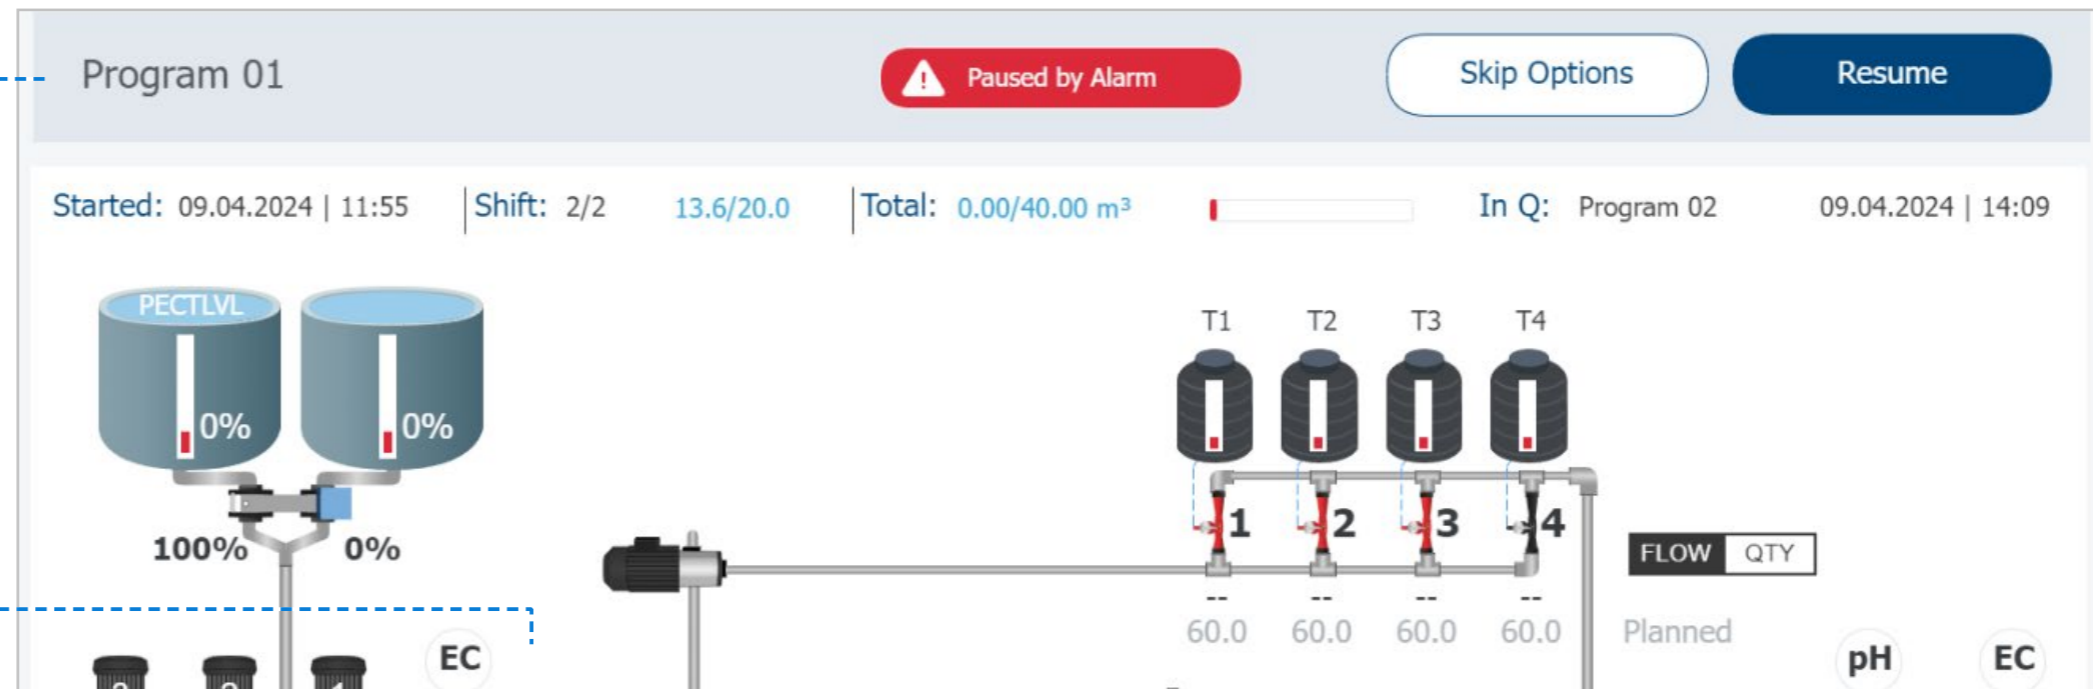 Program 01
Paused by Alarm
Skip Options
Resume
Started: 09.04.2024 | 11:55
Shift: 2/2
13.6/20.0
Total: 0.00/40.00 m³
In Q: Program 02
09.04.2024 | 14:09
PECTLVL
T1 T2 T3 T4
0%
0%
1 2 3 4
100%
0%
FLOW QTY
-- -- -- --
60.0 60.0 60.0 60.0 Planned
EC
pH
EC